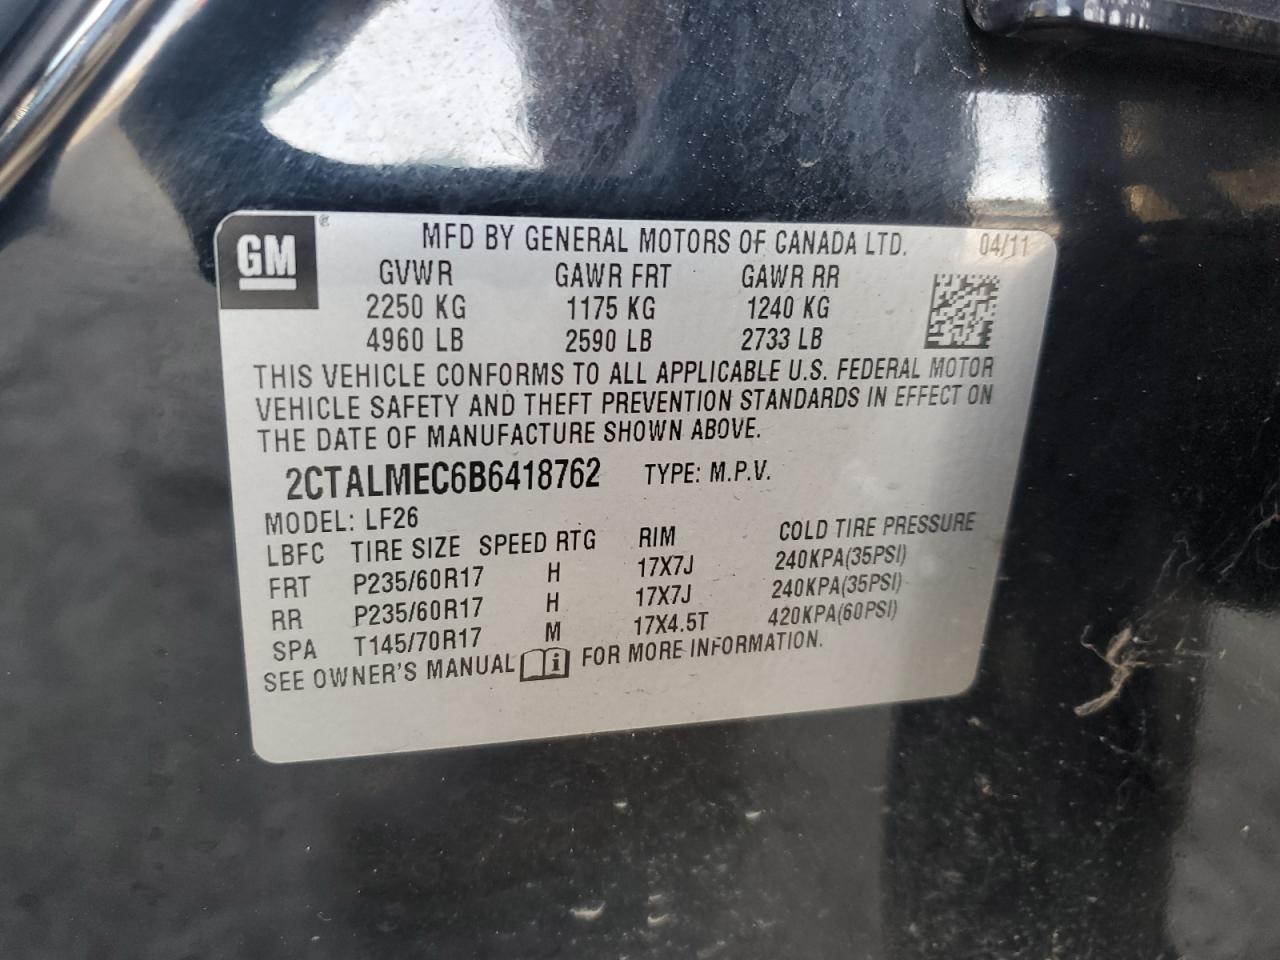 GM ® MFD BY GENERAL MOTORS OF CANADA LTD. 04/11
GVWR GAWR FRT GAWR RR
2250 KG 1175 KG 1240 KG
4960 LB 2590 LB 2733 LB
THIS VEHICLE CONFORMS TO ALL APPLICABLE U.S. FEDERAL MOTOR
VEHICLE SAFETY AND THEFT PREVENTION STANDARDS IN EFFECT ON
THE DATE OF MANUFACTURE SHOWN ABOVE.
2CTALMEC6B6418762 TYPE: M.P.V.
MODEL: LF26
LBFC TIRE SIZE SPEED RTG RIM COLD TIRE PRESSURE
FRT P235/60R17 H 17X7J 240KPA(35PSI)
RR P235/60R17 H 17X7J 240KPA(35PSI)
SPA T145/70R17 M 17X4.5T 420KPA(60PSI)
SEE OWNER'S MANUAL i FOR MORE INFORMATION.